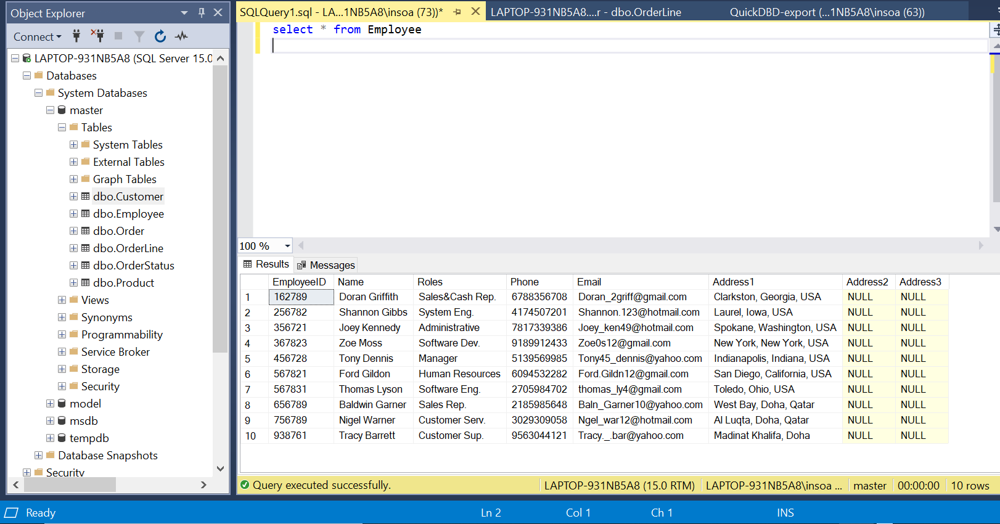 Object Explorer
Connect
LAPTOP-931NB5A8 (SQL Server 15.0
Databases
System Databases
master
Tables
System Tables
External Tables
Graph Tables
dbo.Customer
dbo.Employee
dbo.Order
dbo.OrderLine
dbo.OrderStatus
dbo.Product
Views
Synonyms
Programmability
Service Broker
Storage
Security
model
msdb
tempdb
Database Snapshots
Security
SQLQuery1.sql - LA...1NB5A8\insoa (73))* LAPTOP-931NB5A8....r - dbo.OrderLine QuickDBD-export (...1NB5A8\insoa (63))
select * from Employee
100 %
Results Messages
EmployeeID Name Roles Phone Email Address1 Address2 Address3
1 162789 Doran Griffith Sales&Cash Rep. 6788356708 Doran_2griff@gmail.com Clarkston, Georgia, USA NULL NULL
2 256782 Shannon Gibbs System Eng. 4174507201 Shannon.123@hotmail.com Laurel, Iowa, USA NULL NULL
3 356721 Joey Kennedy Administrative 7817339386 Joey_ken49@hotmail.com Spokane, Washington, USA NULL NULL
4 367823 Zoe Moss Software Dev. 9189912433 Zoe0s12@gmail.com New York, New York, USA NULL NULL
5 456728 Tony Dennis Manager 5139569985 Tony45_dennis@yahoo.com Indianapolis, Indiana, USA NULL NULL
6 567821 Ford Gildon Human Resources 6094532282 Ford.Gildn12@gmail.com San Diego, California, USA NULL NULL
7 567831 Thomas Lyson Software Eng. 2705984702 thomas_ly4@gmail.com Toledo, Ohio, USA NULL NULL
8 656789 Baldwin Garner Sales Rep. 2185985648 Baln_Garner10@yahoo.com West Bay, Doha, Qatar NULL NULL
9 756789 Nigel Warner Customer Serv. 3029309058 Ngel_war12@hotmail.com Al Luqta, Doha, Qatar NULL NULL
10 938761 Tracy Barrett Customer Sup. 9563044121 Tracy._.bar@yahoo.com Madinat Khalifa, Doha NULL NULL
Query executed successfully. LAPTOP-931NB5A8 (15.0 RTM) LAPTOP-931NB5A8\insoa ... master 00:00:00 10 rows
Ready Ln 2 Col 1 Ch 1 INS